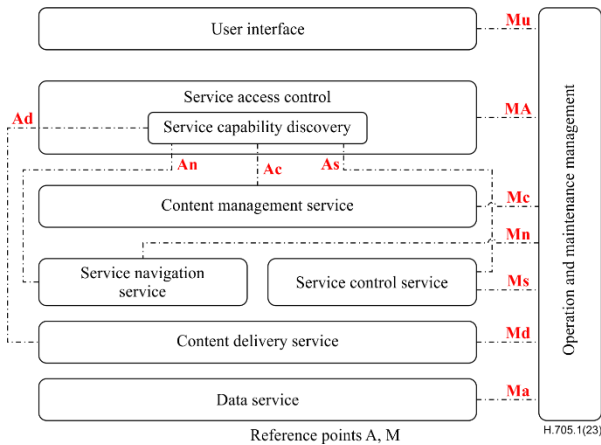 User interface
Mu
Service access control
Ad
MA
Service capability discovery
An
Ac
As
Content management service
Mc
Mn
Service navigation
service
Service control service
Ms
Content delivery service
Md
Data service
Ma
Operation and maintenance management
H.705.1(23)
Reference points A, M